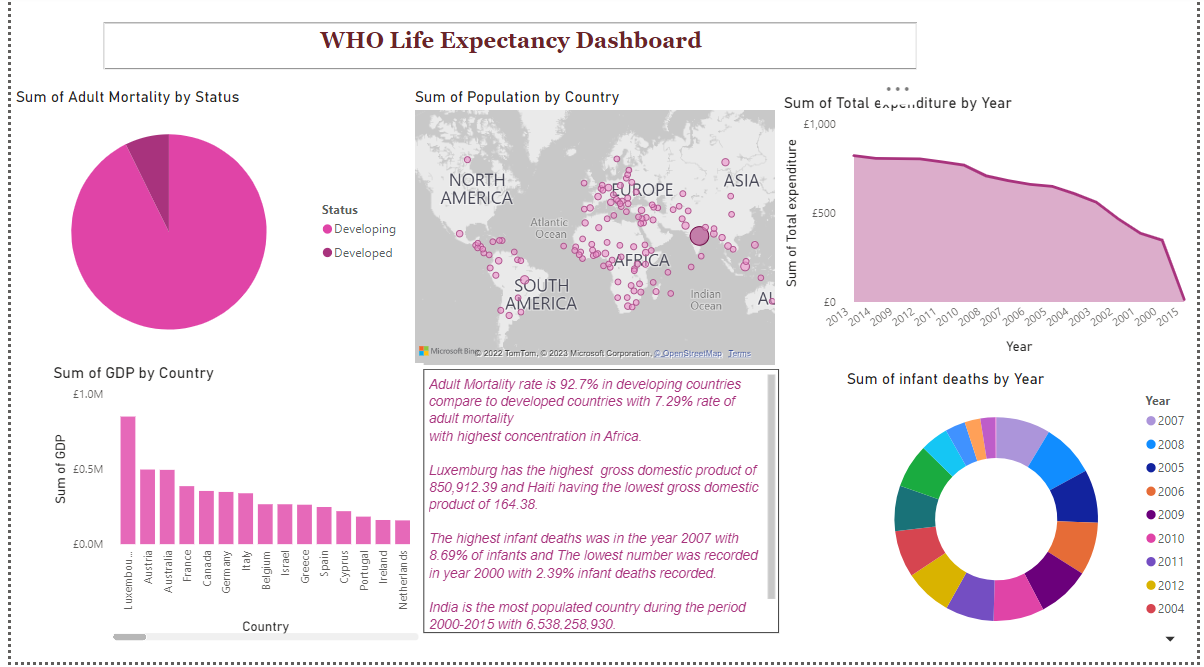 WHO Life Expectancy Dashboard
Sum of Adult Mortality by Status
Status
Developing
Developed
Sum of Population by Country
NORTH
AMERICA
EUROPE
ASIA
Atlantic
Ocean
AFRICA
SOUTH
AMERICA
Indian
Ocean
AU
Microsoft Bing
© 2022 TomTom, © 2023 Microsoft Corporation, © OpenStreetMap Terms
Sum of Total expenditure by Year
Sum of Total expenditure
£1,000
£500
£0
2013
2014
2009
2012
2011
2010
2008
2007
2006
2005
2004
2003
2002
2001
2000
2015
Year
Sum of GDP by Country
Sum of GDP
£1.0M
£0.5M
£0.0M
Luxembou...
Austria
Australia
France
Canada
Germany
Italy
Belgium
Israel
Greece
Spain
Cyprus
Portugal
Ireland
Netherlands
Country
Adult Mortality rate is 92.7% in developing countries
compare to developed countries with 7.29% rate of
adult mortality
with highest concentration in Africa.
Luxemburg has the highest gross domestic product of
850,912.39 and Haiti having the lowest gross domestic
product of 164.38.
The highest infant deaths was in the year 2007 with
8.69% of infants and The lowest number was recorded
in year 2000 with 2.39% infant deaths recorded.
India is the most populated country during the period
2000-2015 with 6,538,258,930.
Sum of infant deaths by Year
Year
2007
2008
2005
2006
2009
2010
2011
2012
2004